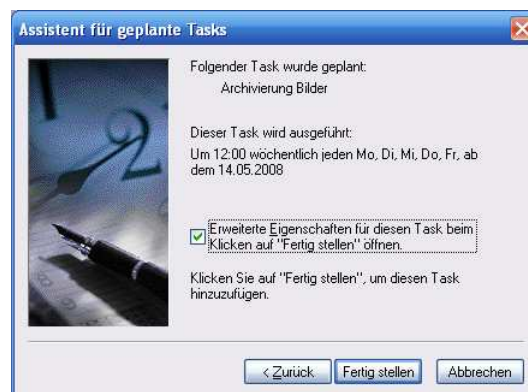 Assistent für geplante Tasks
Folgender Task wurde geplant:
Archivierung Bilder
Dieser Task wird ausgeführt:
Um 12:00 wöchentlich jeden Mo, Di, Mi, Do, Fr, ab
dem 14.05.2008
Erweiterte Eigenschaften für diesen Task beim
Klicken auf "Fertig stellen" öffnen.
Klicken Sie auf "Fertig stellen", um diesen Task
hinzuzufügen.
< Zurück
Fertig stellen
Abbrechen
2